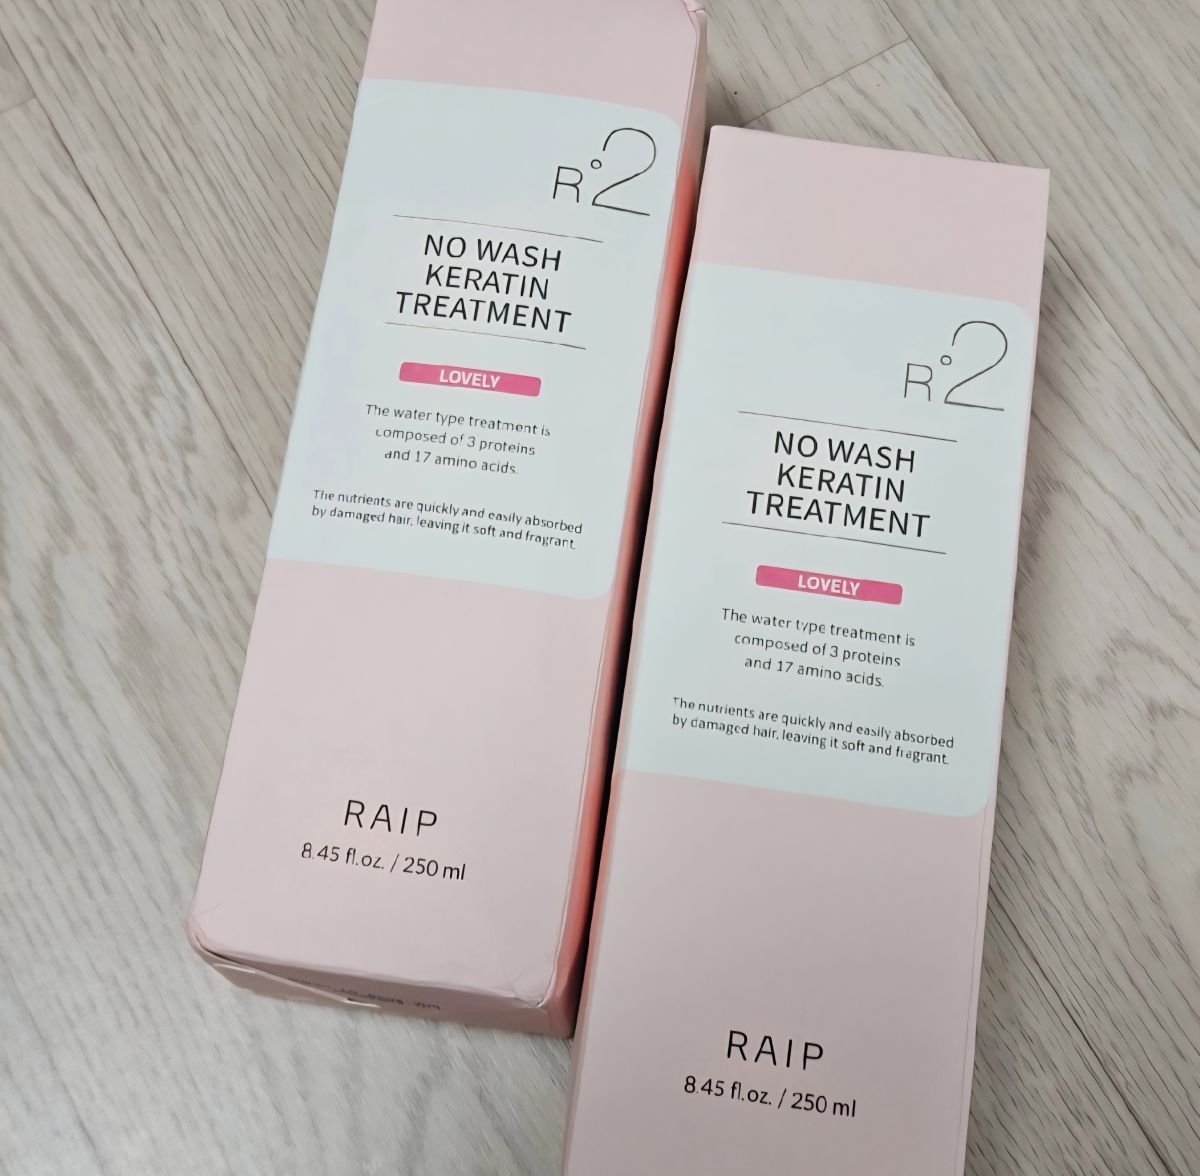 R°2
NO WASH
KERATIN
TREATMENT
LOVELY
The water type treatment is
composed of 3 proteins
and 17 amino acids.
The nutrients are quickly and easily absorbed
by damaged hair, leaving it soft and fragrant.
RAIP
8.45 fl.oz. / 250 ml
R°2
NO WASH
KERATIN
TREATMENT
LOVELY
The water type treatment is
composed of 3 proteins
and 17 amino acids.
The nutrients are quickly and easily absorbed
by damaged hair, leaving it soft and fragrant.
RAIP
8.45 fl.oz. / 250 ml